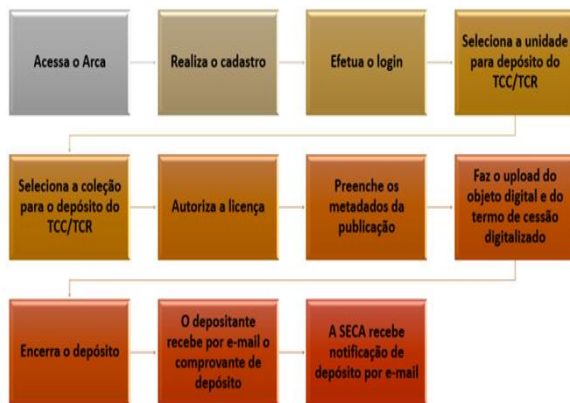 Acessa o Arca
Realiza o cadastro
Efetua o login
Seleciona a unidade
para depósito do
TCC/TCR
Seleciona a coleção
para o depósito do
TCC/TCR
Autoriza a licença
Preenche os
metadados da
publicação
Faz o upload do
objeto digital e do
termo de cessão
digitalizado
Encerra o depósito
O depositante
recebe por e-mail o
comprovante de
depósito
A SECA recebe
notificação de
depósito por e-mail